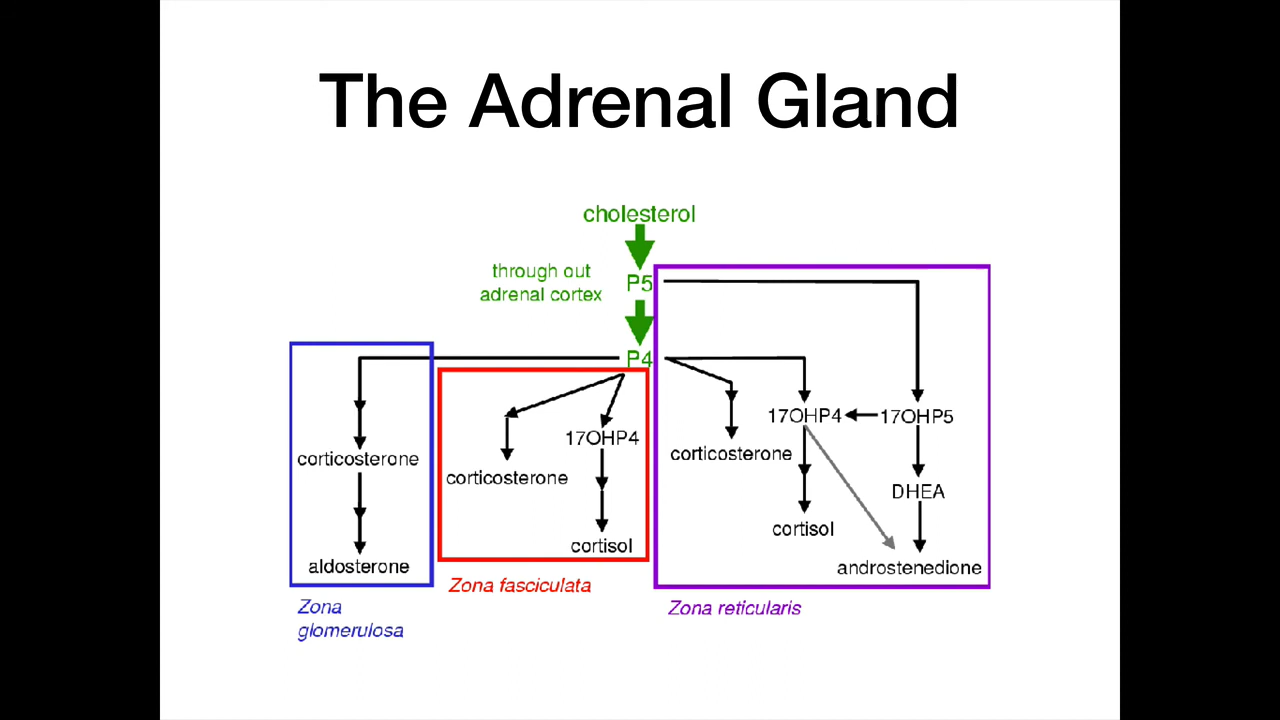 The Adrenal Gland
cholesterol
through out
adrenal cortex
P5
P4
17OHP4
17OHP5
17OHP4
corticosterone
corticosterone
corticosterone
DHEA
cortisol
cortisol
aldosterone
androstenedione
Zona fasciculata
Zona
glomerulosa
Zona reticularis